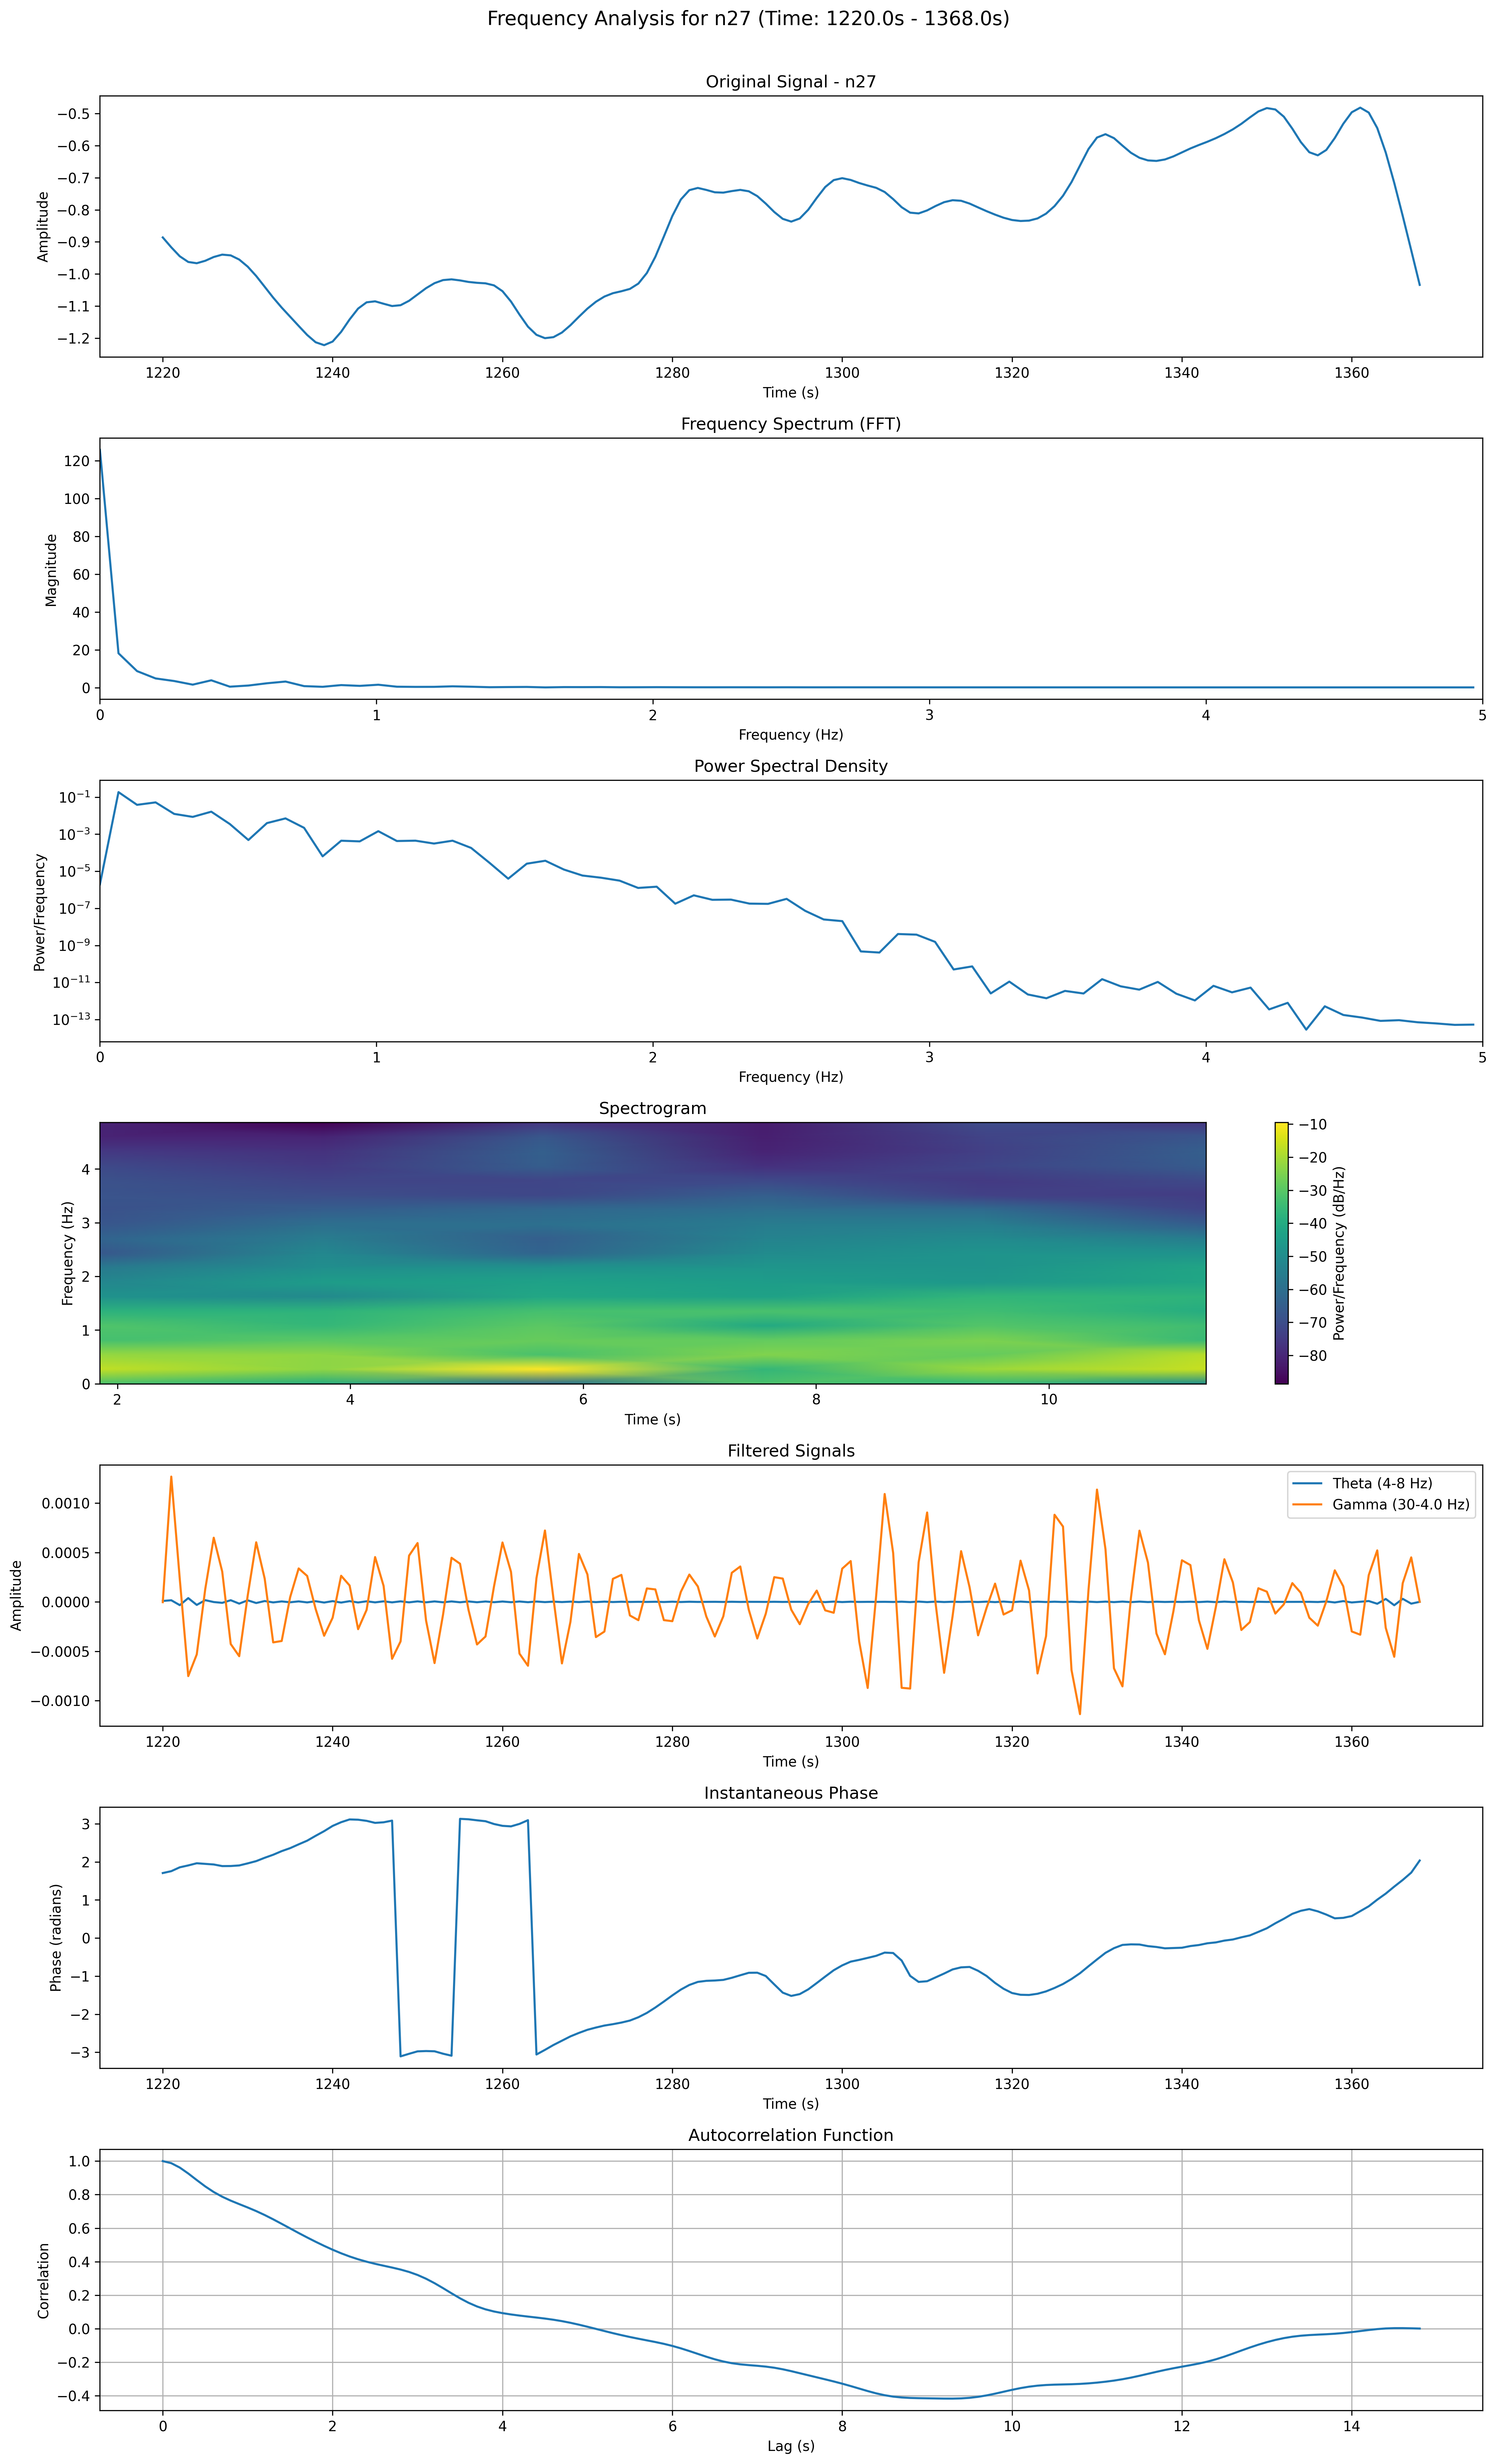 Frequency Analysis for n27 (Time: 1220.0s - 1368.0s)
Original Signal - n27
Amplitude
−0.5
−0.6
−0.7
−0.8
−0.9
−1.0
−1.1
−1.2
1220 1240 1260 1280 1300 1320 1340 1360
Time (s)
Frequency Spectrum (FFT)
Magnitude
120
100
80
60
40
20
0
0 1 2 3 4 5
Frequency (Hz)
Power Spectral Density
Power/Frequency
10⁻¹
10⁻³
10⁻⁵
10⁻⁷
10⁻⁹
10⁻¹¹
10⁻¹³
0 1 2 3 4 5
Frequency (Hz)
Spectrogram
Frequency (Hz)
4
3
2
1
0
2 4 6 8 10
Time (s)
−10
−20
−30
−40
−50
−60
−70
−80
Power/Frequency (dB/Hz)
Filtered Signals
Theta (4-8 Hz)
Gamma (30-4.0 Hz)
Amplitude
0.0010
0.0005
0.0000
−0.0005
−0.0010
1220 1240 1260 1280 1300 1320 1340 1360
Time (s)
Instantaneous Phase
Phase (radians)
3
2
1
0
−1
−2
−3
1220 1240 1260 1280 1300 1320 1340 1360
Time (s)
Autocorrelation Function
Correlation
1.0
0.8
0.6
0.4
0.2
0.0
−0.2
−0.4
0 2 4 6 8 10 12 14
Lag (s)